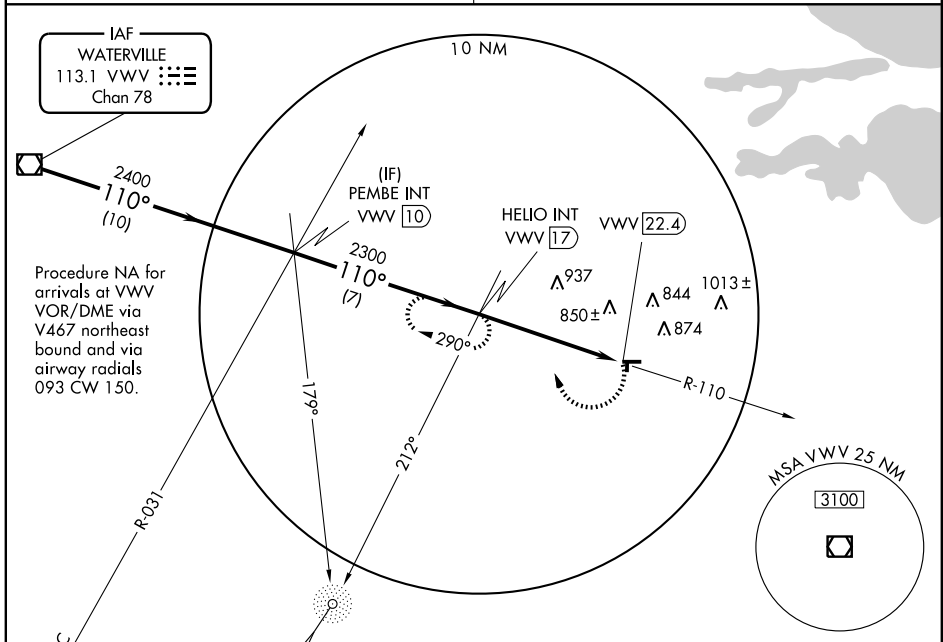 IAF
WATERVILLE
113.1 VWV
Chan 78
10 NM
2400
110°
(10)
(IF)
PEMBE INT
VWV 10
HELIO INT
VWV 17
VWV 22.4
2300
110°
(7)
937
850±
844
1013±
874
Procedure NA for
arrivals at VWV
VOR/DME via
V467 northeast
bound and via
airway radials
093 CW 150.
290°
179°
212°
R-110
R-031
MSA VWV 25 NM
3100